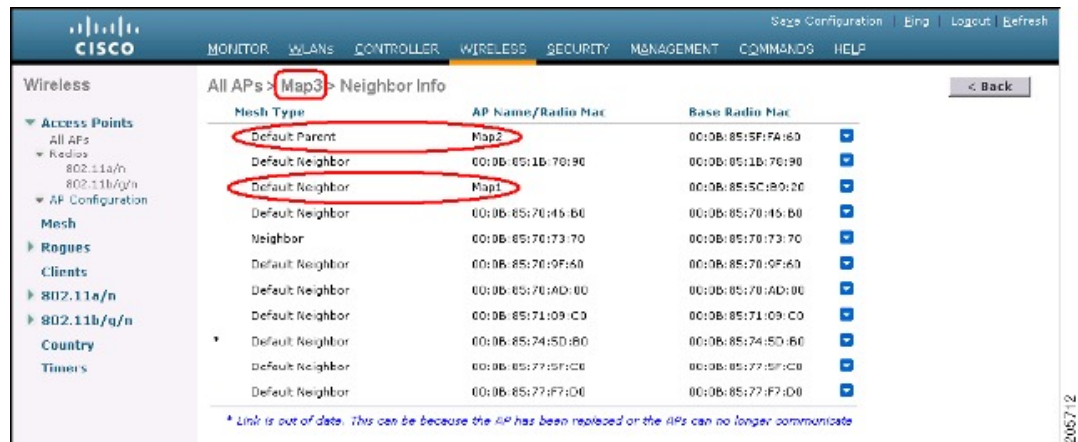 Save Configuration | Ping | Logout | Refresh
CISCO
MONITOR WLANs CONTROLLER WIRELESS SECURITY MANAGEMENT COMMANDS HELP
Wireless
All APs > Map3 > Neighbor Info
< Back
Access Points
All APs
Radios
802.11a/n
802.11b/g/n
AP Configuration
Mesh
Rogues
Clients
802.11a/n
802.11b/g/n
Country
Timers
Mesh Type AP Name/Radio Mac Base Radio Mac
Default Parent Map2 00:0B:85:5F:FA:60
Default Neighbor 00:0B:85:1B:78:90 00:0B:85:1B:78:90
Default Neighbor Map1 00:0B:85:5C:B9:20
Default Neighbor 00:0B:85:70:46:B0 00:0B:85:70:46:B0
Neighbor 00:0B:85:70:73:70 00:0B:85:70:73:70
Default Neighbor 00:0B:85:70:9F:60 00:0B:85:70:9F:60
Default Neighbor 00:0B:85:70:AD:00 00:0B:85:70:AD:00
Default Neighbor 00:0B:85:71:09:C0 00:0B:85:71:09:C0
* Default Neighbor 00:0B:85:74:5D:B0 00:0B:85:74:5D:B0
Default Neighbor 00:0B:85:77:5F:C0 00:0B:85:77:5F:C0
Default Neighbor 00:0B:85:77:F7:D0 00:0B:85:77:F7:D0
* Link is out of date. This can be because the AP has been replaced or the APs can no longer communicate
205712